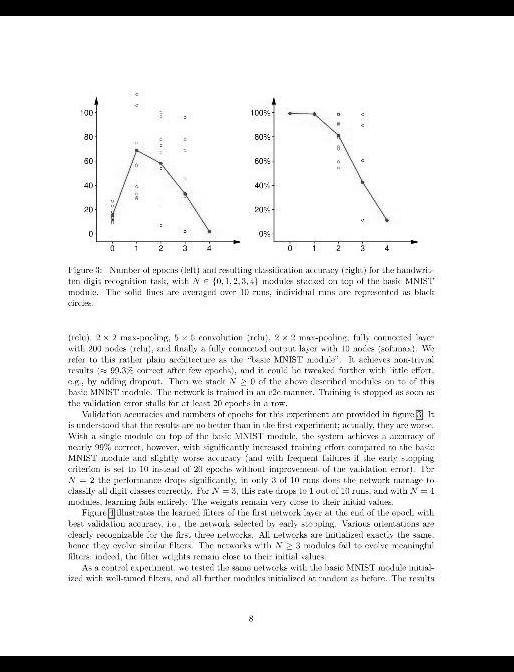 100
80
60
40
20
0
0 1 2 3 4
100%
80%
60%
40%
20%
0%
0 1 2 3 4
Figure 3: Number of epochs (left) and resulting classification accuracy (right) for the handwrit-
ten digit recognition task, with N ∈ {0, 1, 2, 3, 4} modules stacked on top of the basic MNIST
module. The solid lines are averaged over 10 runs, individual runs are represented as black
circles.
(relu), 2 × 2 max-pooling, 5 × 5 convolution (relu), 2 × 2 max-pooling, fully connected layer
with 200 nodes (relu), and finally a fully connected output layer with 10 nodes (softmax). We
refer to this rather plain architecture as the "basic MNIST module". It achieves non-trivial
results (≈ 99.3% correct after few epochs), and it could be tweaked further with little effort,
e.g., by adding dropout. Then we stack N ≥ 0 of the above described modules on to of this
basic MNIST module. The network is trained in an e2e manner. Training is stopped as soon as
the validation error stalls for at least 20 epochs in a row.
Validation accuracies and numbers of epochs for this experiment are provided in figure 3. It
is understood that the results are no better than in the first experiment; actually, they are worse.
With a single module on top of the basic MNIST module, the system achieves a accuracy of
nearly 99% correct, however, with significantly increased training effort compared to the basic
MNIST module and slightly worse accuracy (and with frequent failures if the early stopping
criterion is set to 10 instead of 20 epochs without improvement of the validation error). For
N = 2 the performance drops significantly, in only 3 of 10 runs does the network manage to
classify all digit classes correctly. For N = 3, this rate drops to 1 out of 10 runs, and with N = 4
modules, learning fails entirely. The weights remain very close to their initial values.
Figure 4 illustrates the learned filters of the first network layer at the end of the epoch with
best validation accuracy, i.e., the network selected by early stopping. Various orientations are
clearly recognizable for the first three networks. All networks are initialized exactly the same,
hence they evolve similar filters. The networks with N ≥ 3 modules fail to evolve meaningful
filters; indeed, the filter weights remain close to their initial values.
As a control experiment, we tested the same networks with the basic MNIST module initial-
ized with well-tuned filters, and all further modules initialized at random as before. The results
8